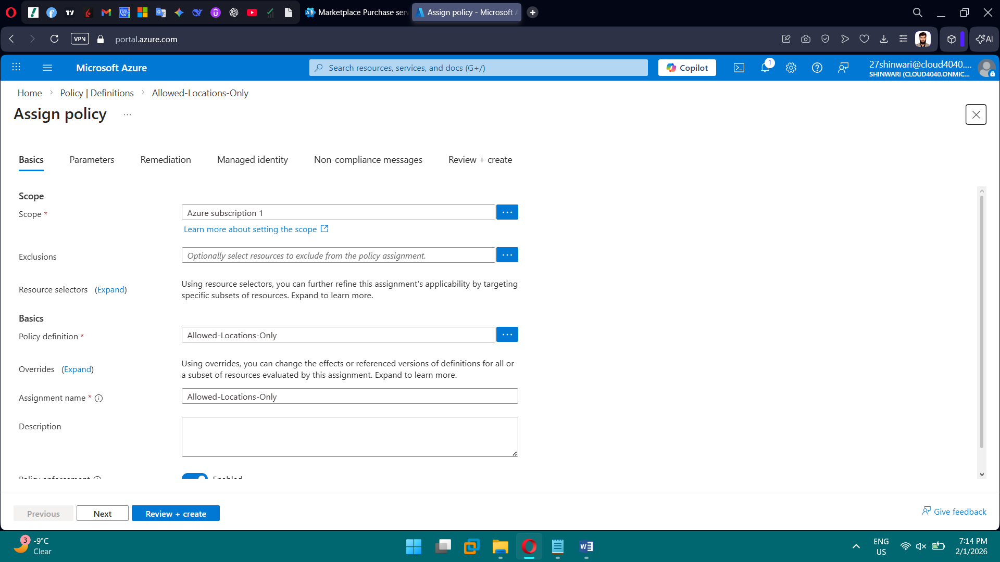 Marketplace Purchase serv
Assign policy - Microsoft A
VPN
portal.azure.com
AI
Microsoft Azure
Search resources, services, and docs (G+/)
Copilot
1
27shinwari@cloud4040....
SHINWARI (CLOUD4040.ONMIC...
Home > Policy | Definitions > Allowed-Locations-Only
Assign policy ...
Basics
Parameters
Remediation
Managed identity
Non-compliance messages
Review + create
Scope
Scope *
Azure subscription 1
Learn more about setting the scope
Exclusions
Optionally select resources to exclude from the policy assignment.
Resource selectors (Expand)
Using resource selectors, you can further refine this assignment's applicability by targeting
specific subsets of resources. Expand to learn more.
Basics
Policy definition *
Allowed-Locations-Only
Overrides (Expand)
Using overrides, you can change the effects or referenced versions of definitions for all or
a subset of resources evaluated by this assignment. Expand to learn more.
Assignment name *
Allowed-Locations-Only
Description
Policy enforcement
Enabled
Previous
Next
Review + create
Give feedback
3
-9°C
Clear
ENG
US
7:14 PM
2/1/2026